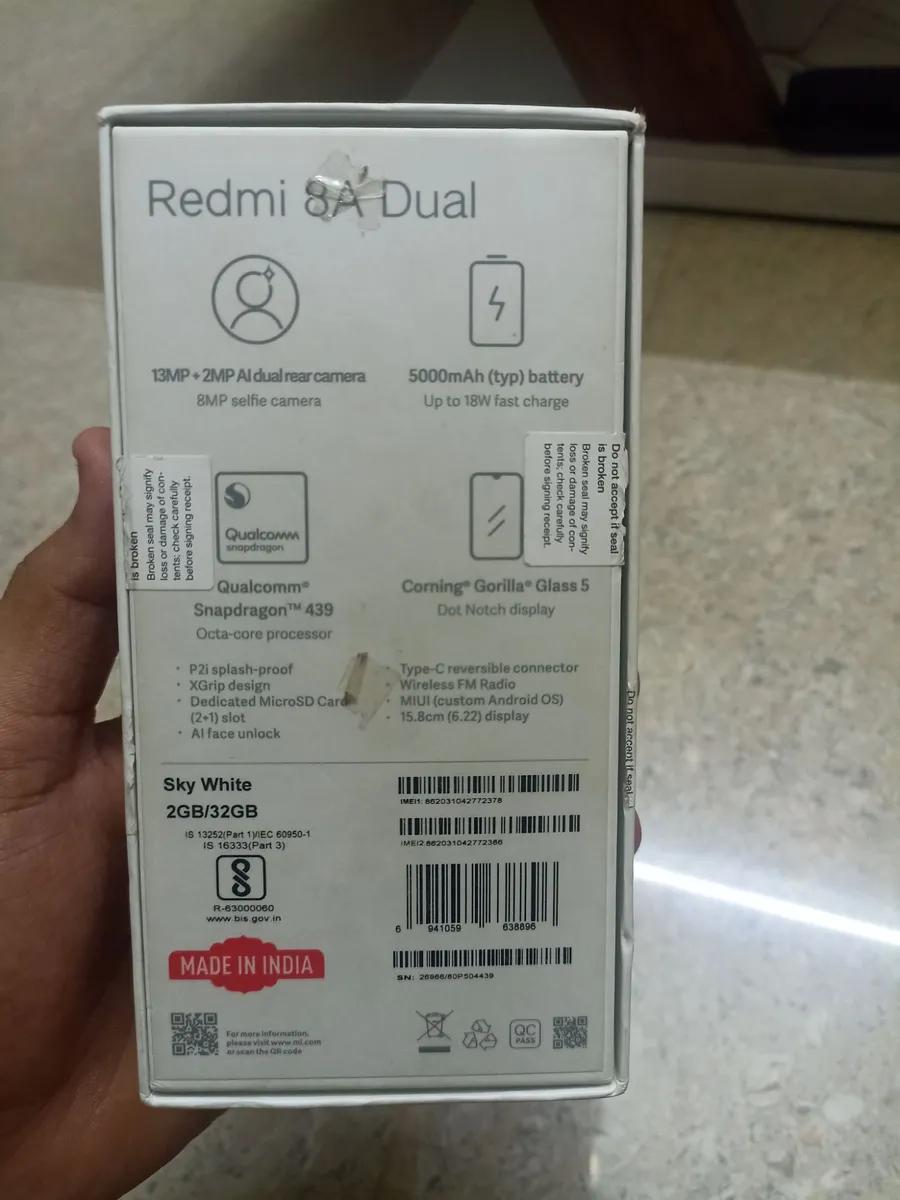 Redmi 8A Dual
13MP + 2MP AI dual rear camera
8MP selfie camera
5000mAh (typ) battery
Up to 18W fast charge
is broken
Broken seal may signify
loss or damage of con-
tents; check carefully
before signing receipt.
Do not accept if seal
is broken
Broken seal may signify
loss or damage of con-
tents; check carefully
before signing receipt.
Qualcomm
snapdragon
Qualcomm®
Snapdragon™ 439
Octa-core processor
Corning® Gorilla® Glass 5
Dot Notch display
• P2i splash-proof
• XGrip design
• Dedicated MicroSD Card
(2+1) slot
• AI face unlock
• Type-C reversible connector
• Wireless FM Radio
• MIUI (custom Android OS)
• 15.8cm (6.22) display
Do not accept if seal
Sky White
2GB/32GB
IS 13252(Part 1)/IEC 60950-1
IS 16333(Part 3)
R-63000060
www.bis.gov.in
MADE IN INDIA
IMEI1: 862031042772378
IMEI2:862031042772386
6 941059 638896
SN: 26966/80P504439
For more information,
please visit www.mi.com
or scan the QR code
QC
PASS